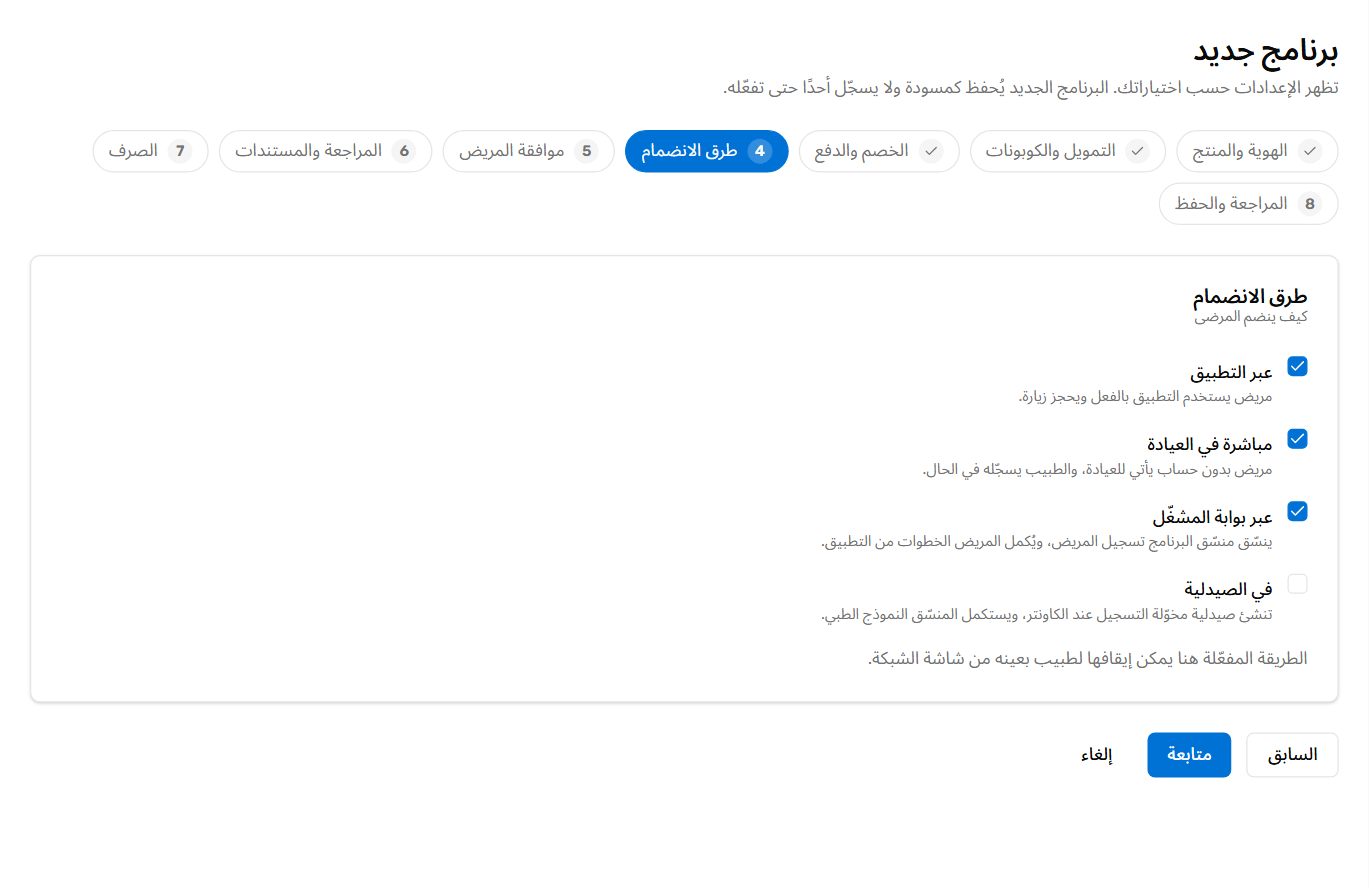 برنامج جديد
تظهر الإعدادات حسب اختياراتك. البرنامج الجديد يُحفظ كمسودة ولا يسجّل أحدًا حتى تفعّله.
الهوية والمنتج
التمويل والكوبونات
الخصم والدفع
4 طرق الانضمام
5 موافقة المريض
6 المراجعة والمستندات
7 الصرف
8 المراجعة والحفظ
طرق الانضمام
كيف ينضم المرضى
عبر التطبيق
مريض يستخدم التطبيق بالفعل ويحجز زيارة.
مباشرة في العيادة
مريض بدون حساب يأتي للعيادة، والطبيب يسجّله في الحال.
عبر بوابة المشغّل
ينسّق منسّق البرنامج تسجيل المريض، ويُكمل المريض الخطوات من التطبيق.
في الصيدلية
تنشئ صيدلية مخوّلة التسجيل عند الكاونتر، ويستكمل المنسّق النموذج الطبي.
الطريقة المفعّلة هنا يمكن إيقافها لطبيب بعينه من شاشة الشبكة.
السابق
متابعة
إلغاء